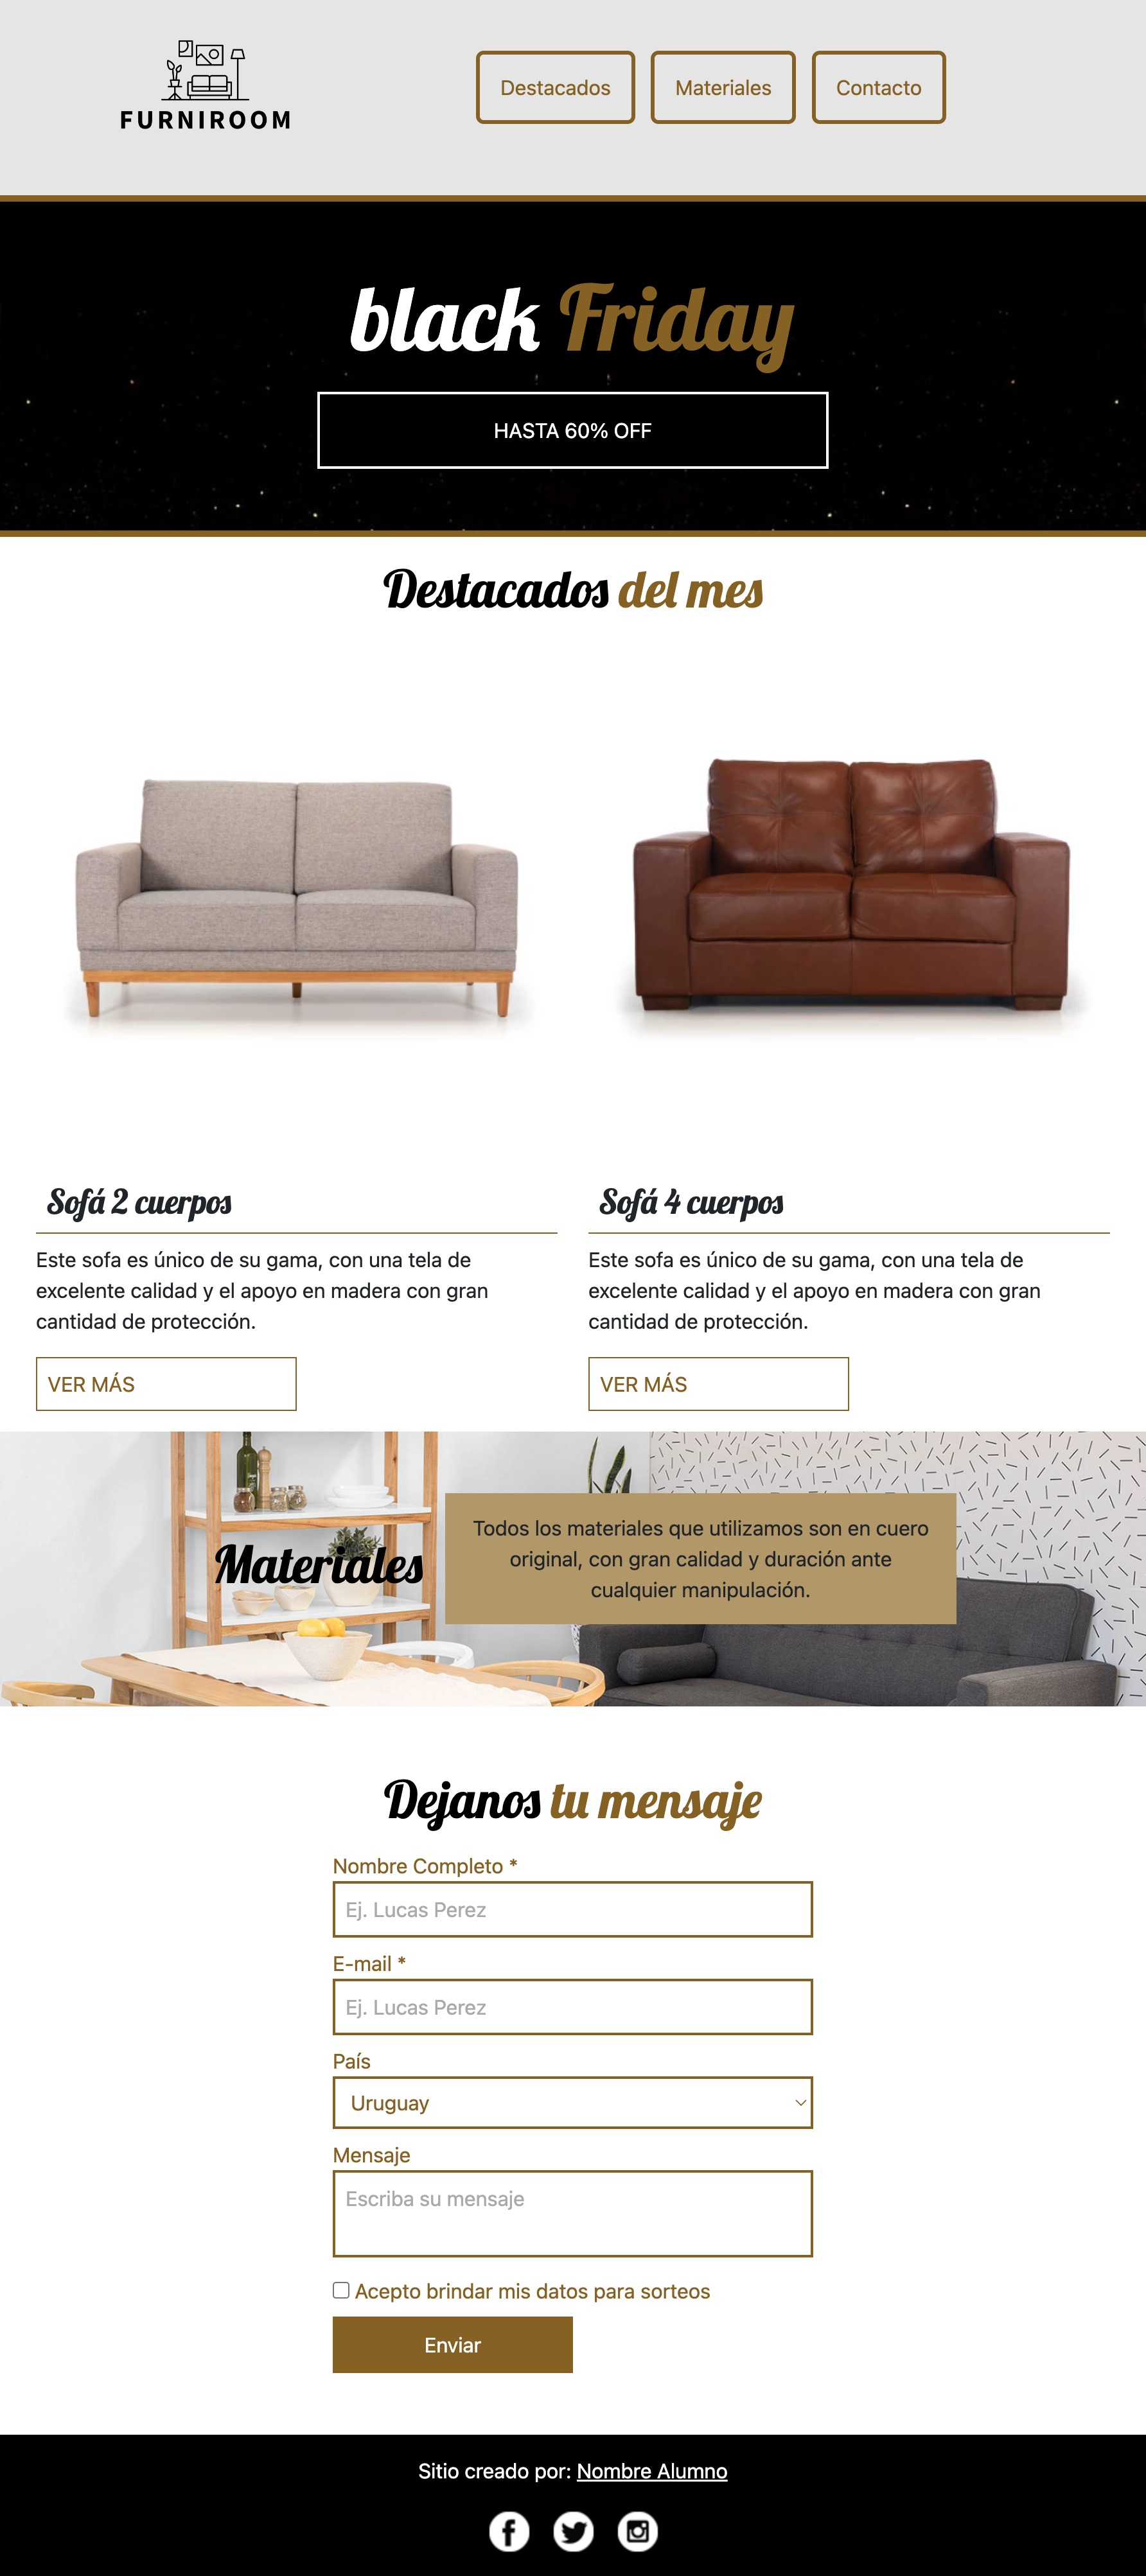 FURNIROOM
Destacados
Materiales
Contacto
black Friday
HASTA 60% OFF
Destacados del mes
Sofá 2 cuerpos
Este sofa es único de su gama, con una tela de
excelente calidad y el apoyo en madera con gran
cantidad de protección.
VER MÁS
Sofá 4 cuerpos
Este sofa es único de su gama, con una tela de
excelente calidad y el apoyo en madera con gran
cantidad de protección.
VER MÁS
Materiales
Todos los materiales que utilizamos son en cuero
original, con gran calidad y duración ante
cualquier manipulación.
Dejanos tu mensaje
Nombre Completo *
Ej. Lucas Perez
E-mail *
Ej. Lucas Perez
País
Uruguay
Mensaje
Escriba su mensaje
Acepto brindar mis datos para sorteos
Enviar
Sitio creado por: Nombre Alumno